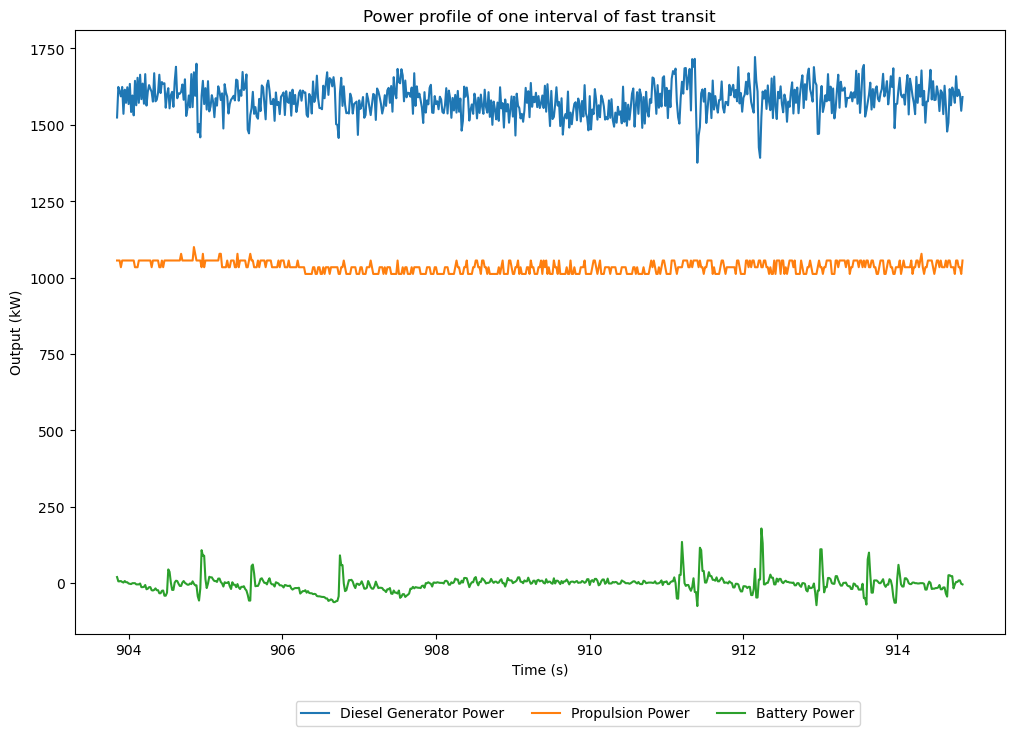 Power profile of one interval of fast transit
Output (kW)
1750
1500
1250
1000
750
500
250
0
904 906 908 910 912 914
Time (s)
Diesel Generator Power Propulsion Power Battery Power